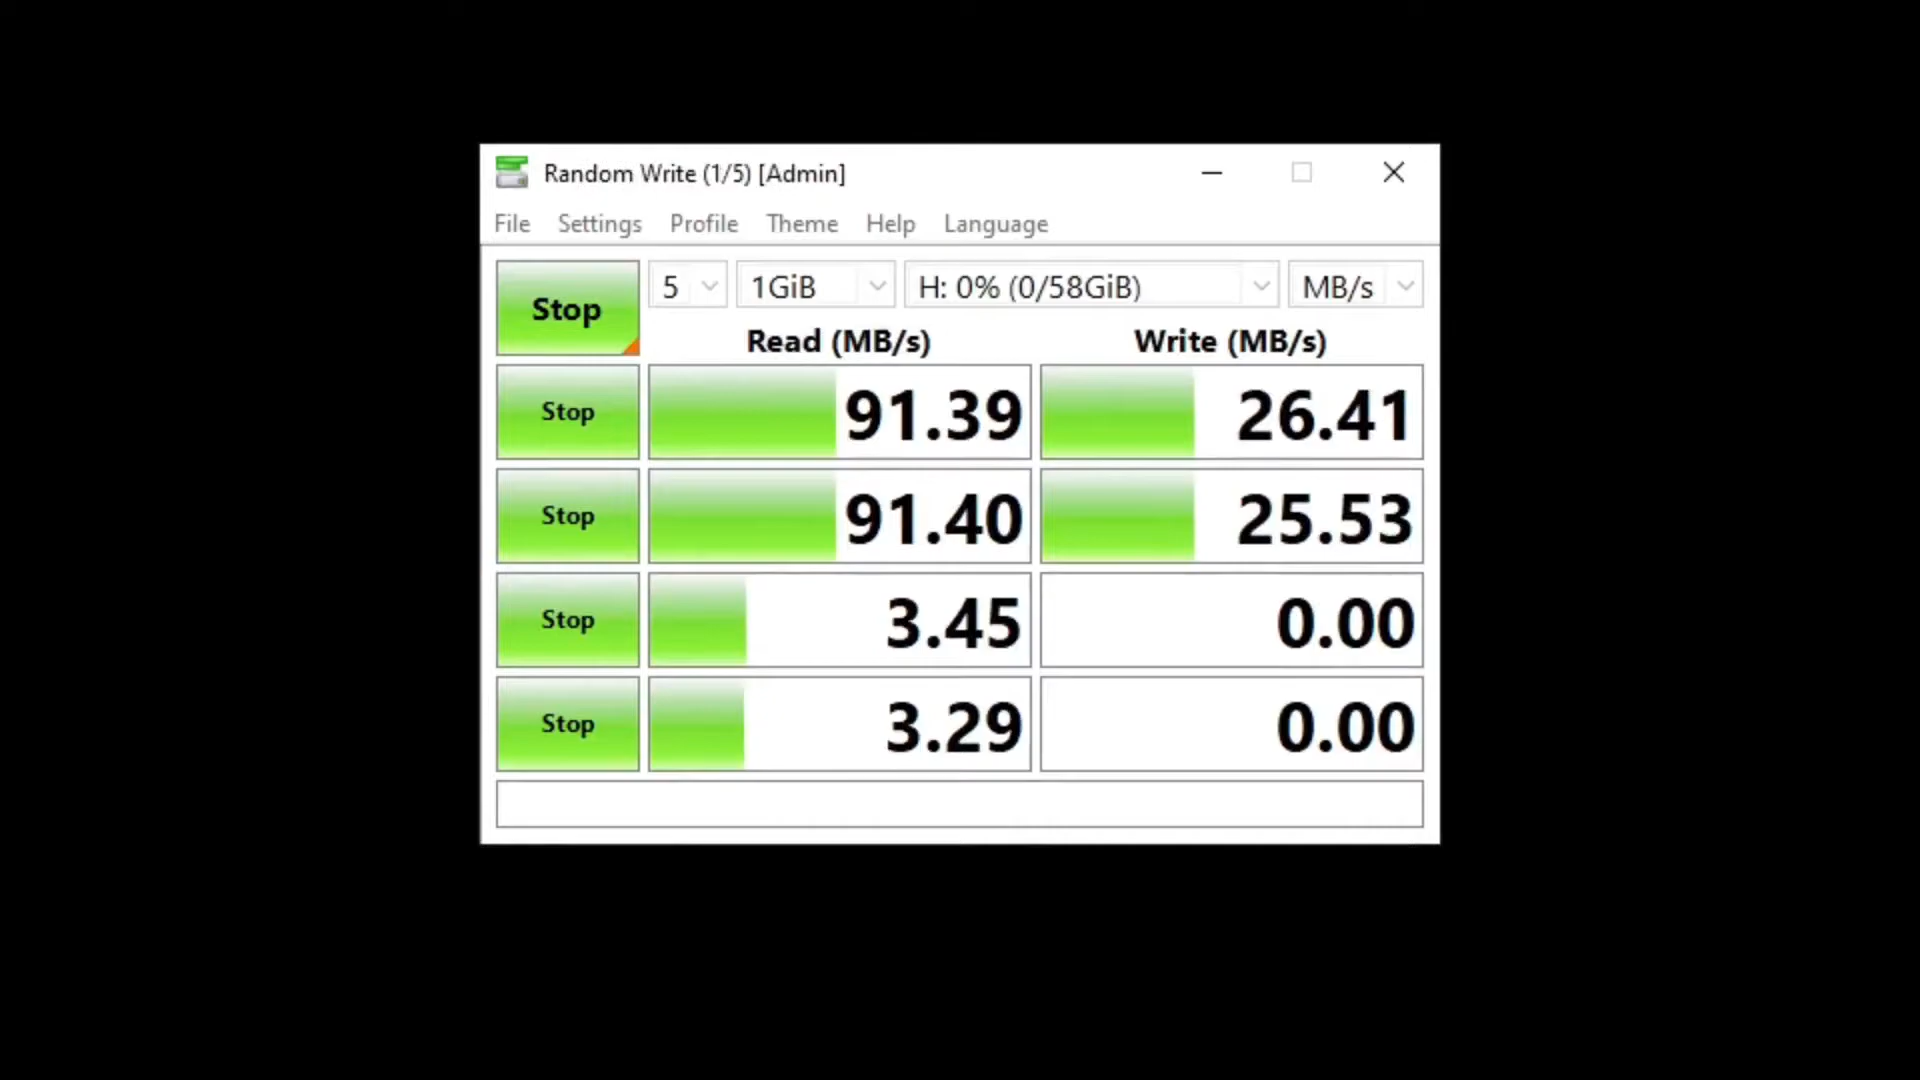 Random Write (1/5) [Admin]
File Settings Profile Theme Help Language
Stop 5 1GiB H: 0% (0/58GiB) MB/s
Read (MB/s) Write (MB/s)
Stop 91.39 26.41
Stop 91.40 25.53
Stop 3.45 0.00
Stop 3.29 0.00